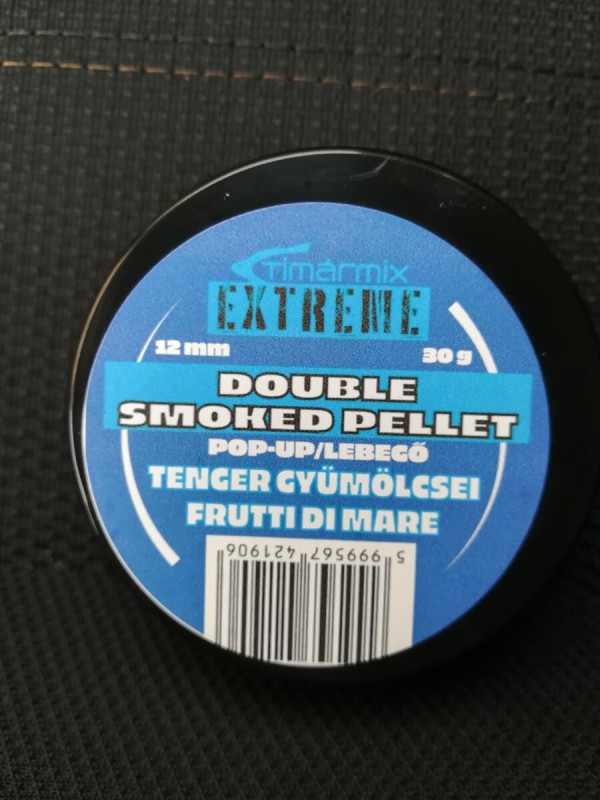 Timármix
EXTREME
12 mm 30 g
DOUBLE
SMOKED PELLET
POP-UP/LEBEGŐ
TENGER GYÜMÖLCSEI
FRUTTI DI MARE
5 999567 421906